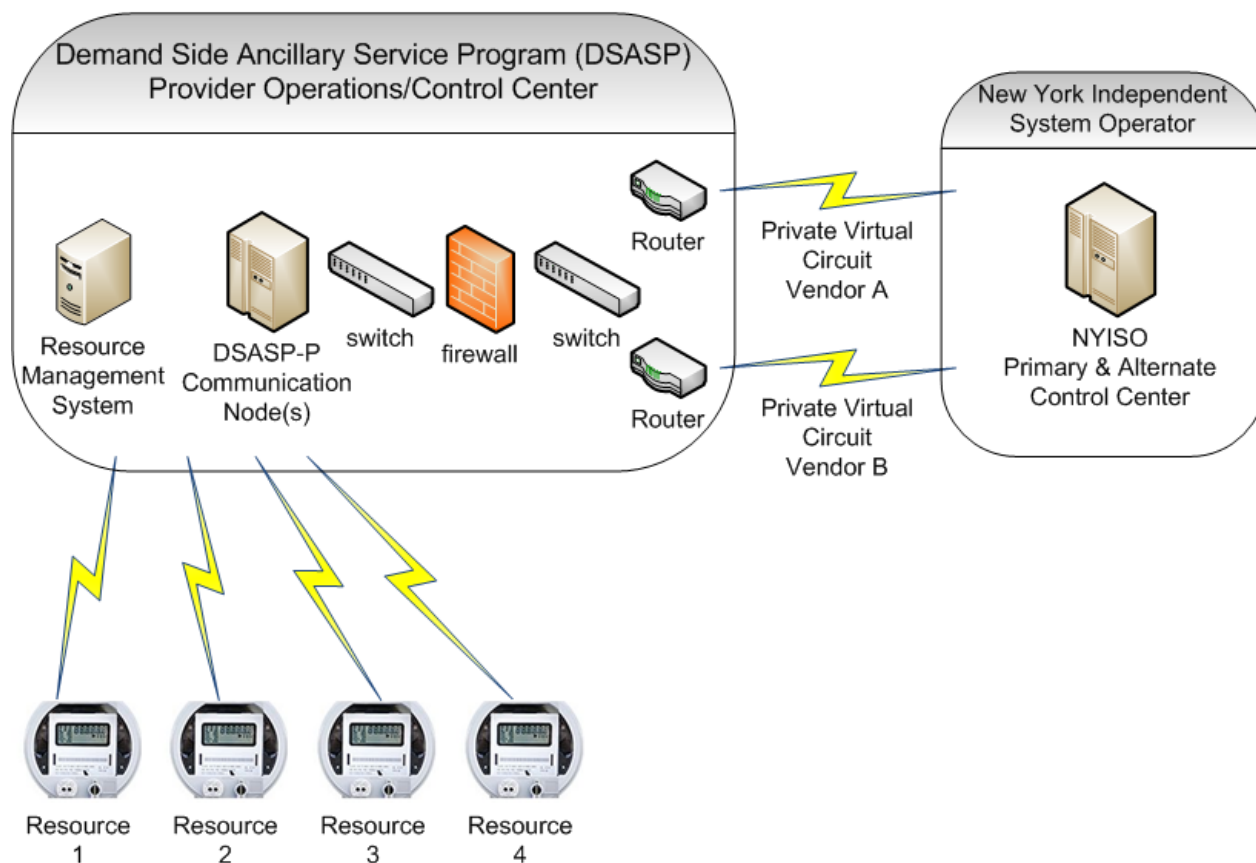 Demand Side Ancillary Service Program (DSASP)
Provider Operations/Control Center
New York Independent
System Operator
Router
Private Virtual
Circuit
Vendor A
Resource
Management
System
DSASP-P
Communication
Node(s)
switch
firewall
switch
Router
Private Virtual
Circuit
Vendor B
NYISO
Primary & Alternate
Control Center
Resource
1
Resource
2
Resource
3
Resource
4